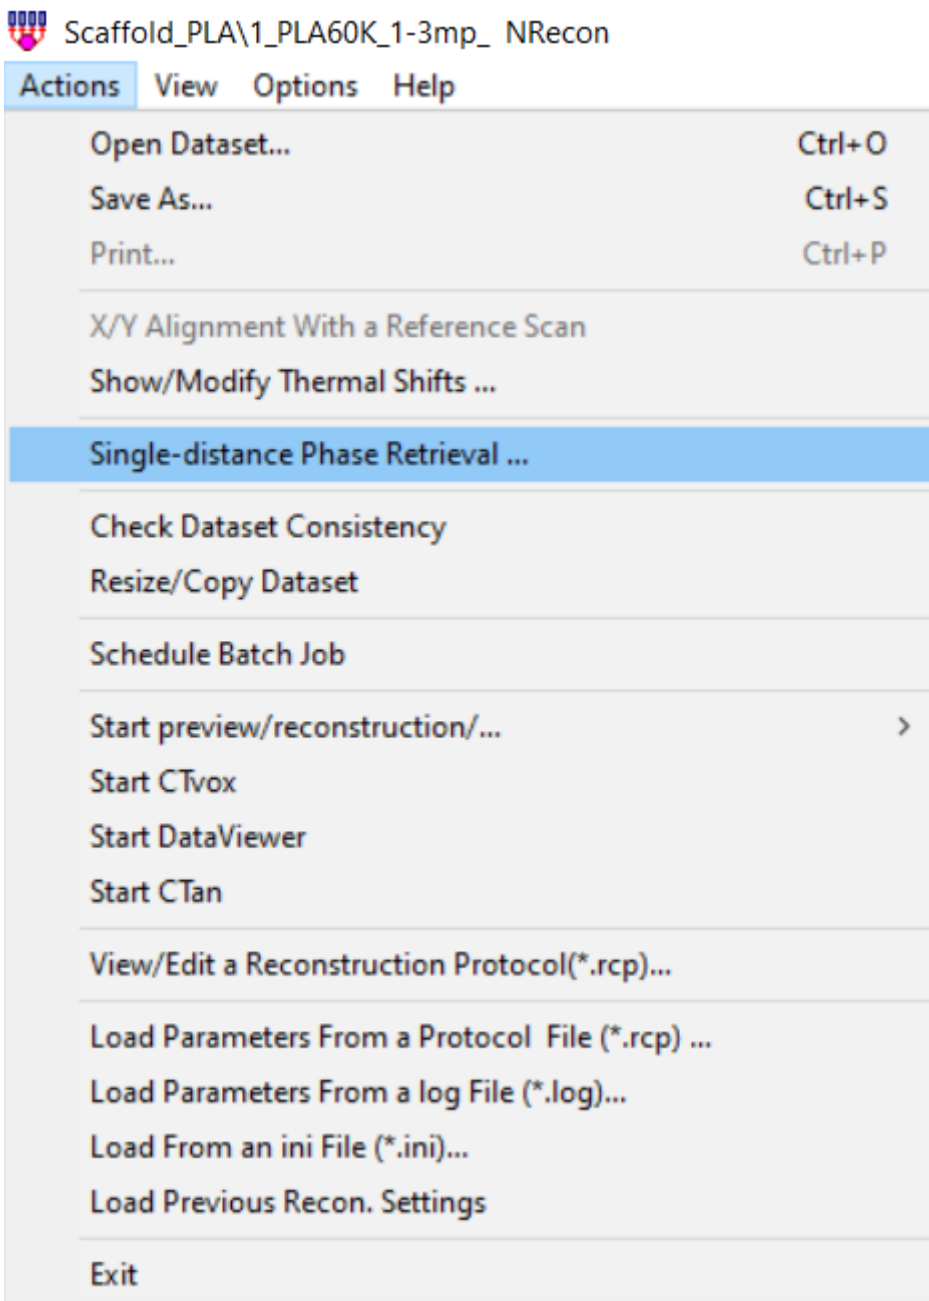 Scaffold_PLA\1_PLA60K_1-3mp_ NRecon
Actions View Options Help
Open Dataset... Ctrl+O
Save As... Ctrl+S
Print... Ctrl+P
X/Y Alignment With a Reference Scan
Show/Modify Thermal Shifts ...
Single-distance Phase Retrieval ...
Check Dataset Consistency
Resize/Copy Dataset
Schedule Batch Job
Start preview/reconstruction/... >
Start CTvox
Start DataViewer
Start CTan
View/Edit a Reconstruction Protocol(*.rcp)...
Load Parameters From a Protocol  File (*.rcp) ...
Load Parameters From a log File (*.log)...
Load From an ini File (*.ini)...
Load Previous Recon. Settings
Exit